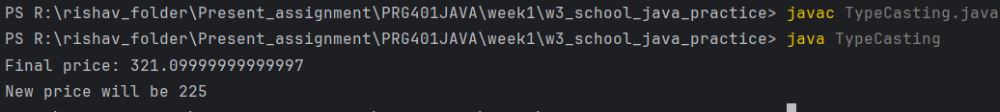 PS R:\rishav_folder\Present_assignment\PRG401JAVA\week1\w3_school_java_practice> javac TypeCasting.java
PS R:\rishav_folder\Present_assignment\PRG401JAVA\week1\w3_school_java_practice> java TypeCasting
Final price: 321.09999999999997
New price will be 225